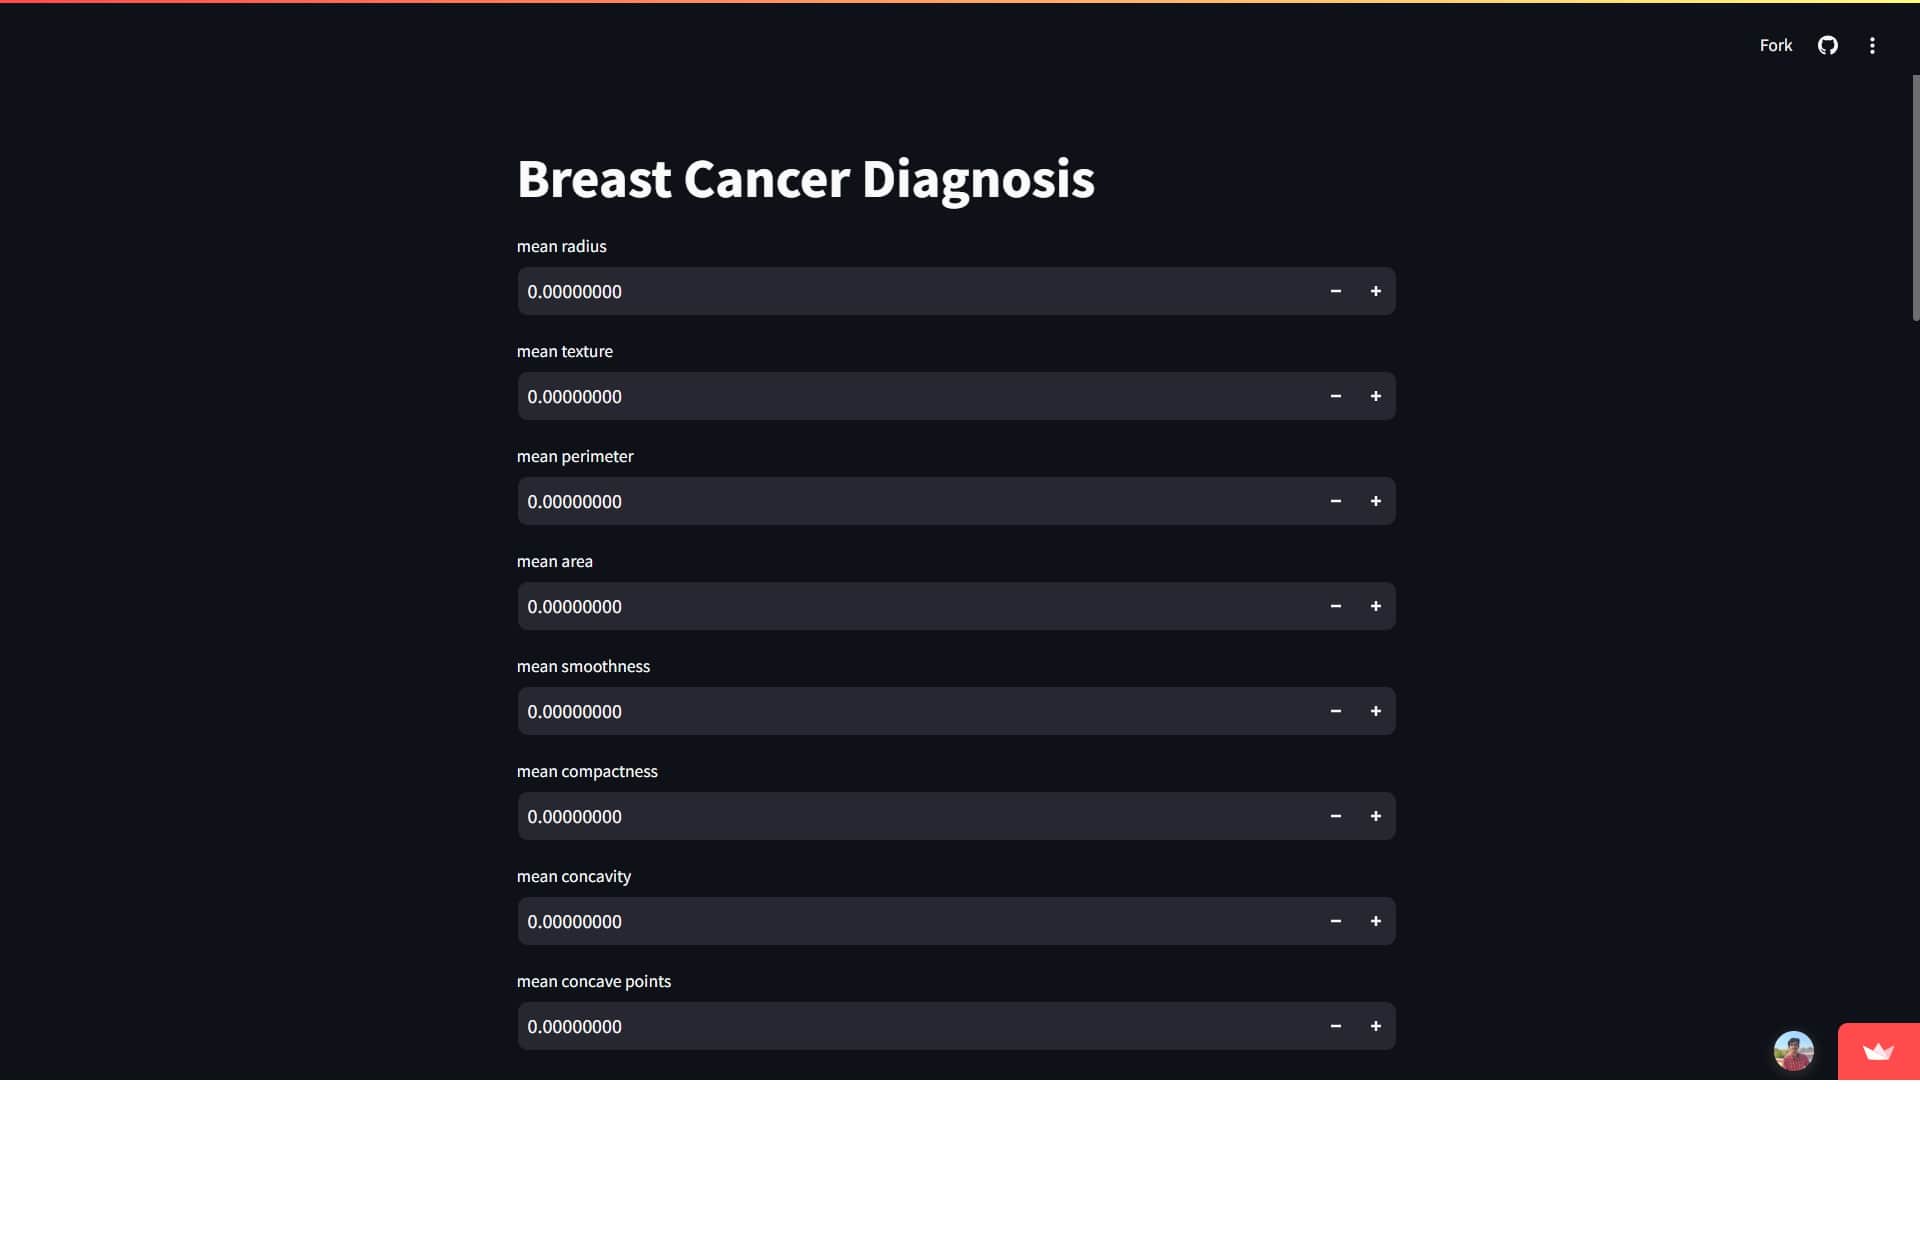 Fork
Breast Cancer Diagnosis
mean radius
0.00000000
mean texture
0.00000000
mean perimeter
0.00000000
mean area
0.00000000
mean smoothness
0.00000000
mean compactness
0.00000000
mean concavity
0.00000000
mean concave points
0.00000000